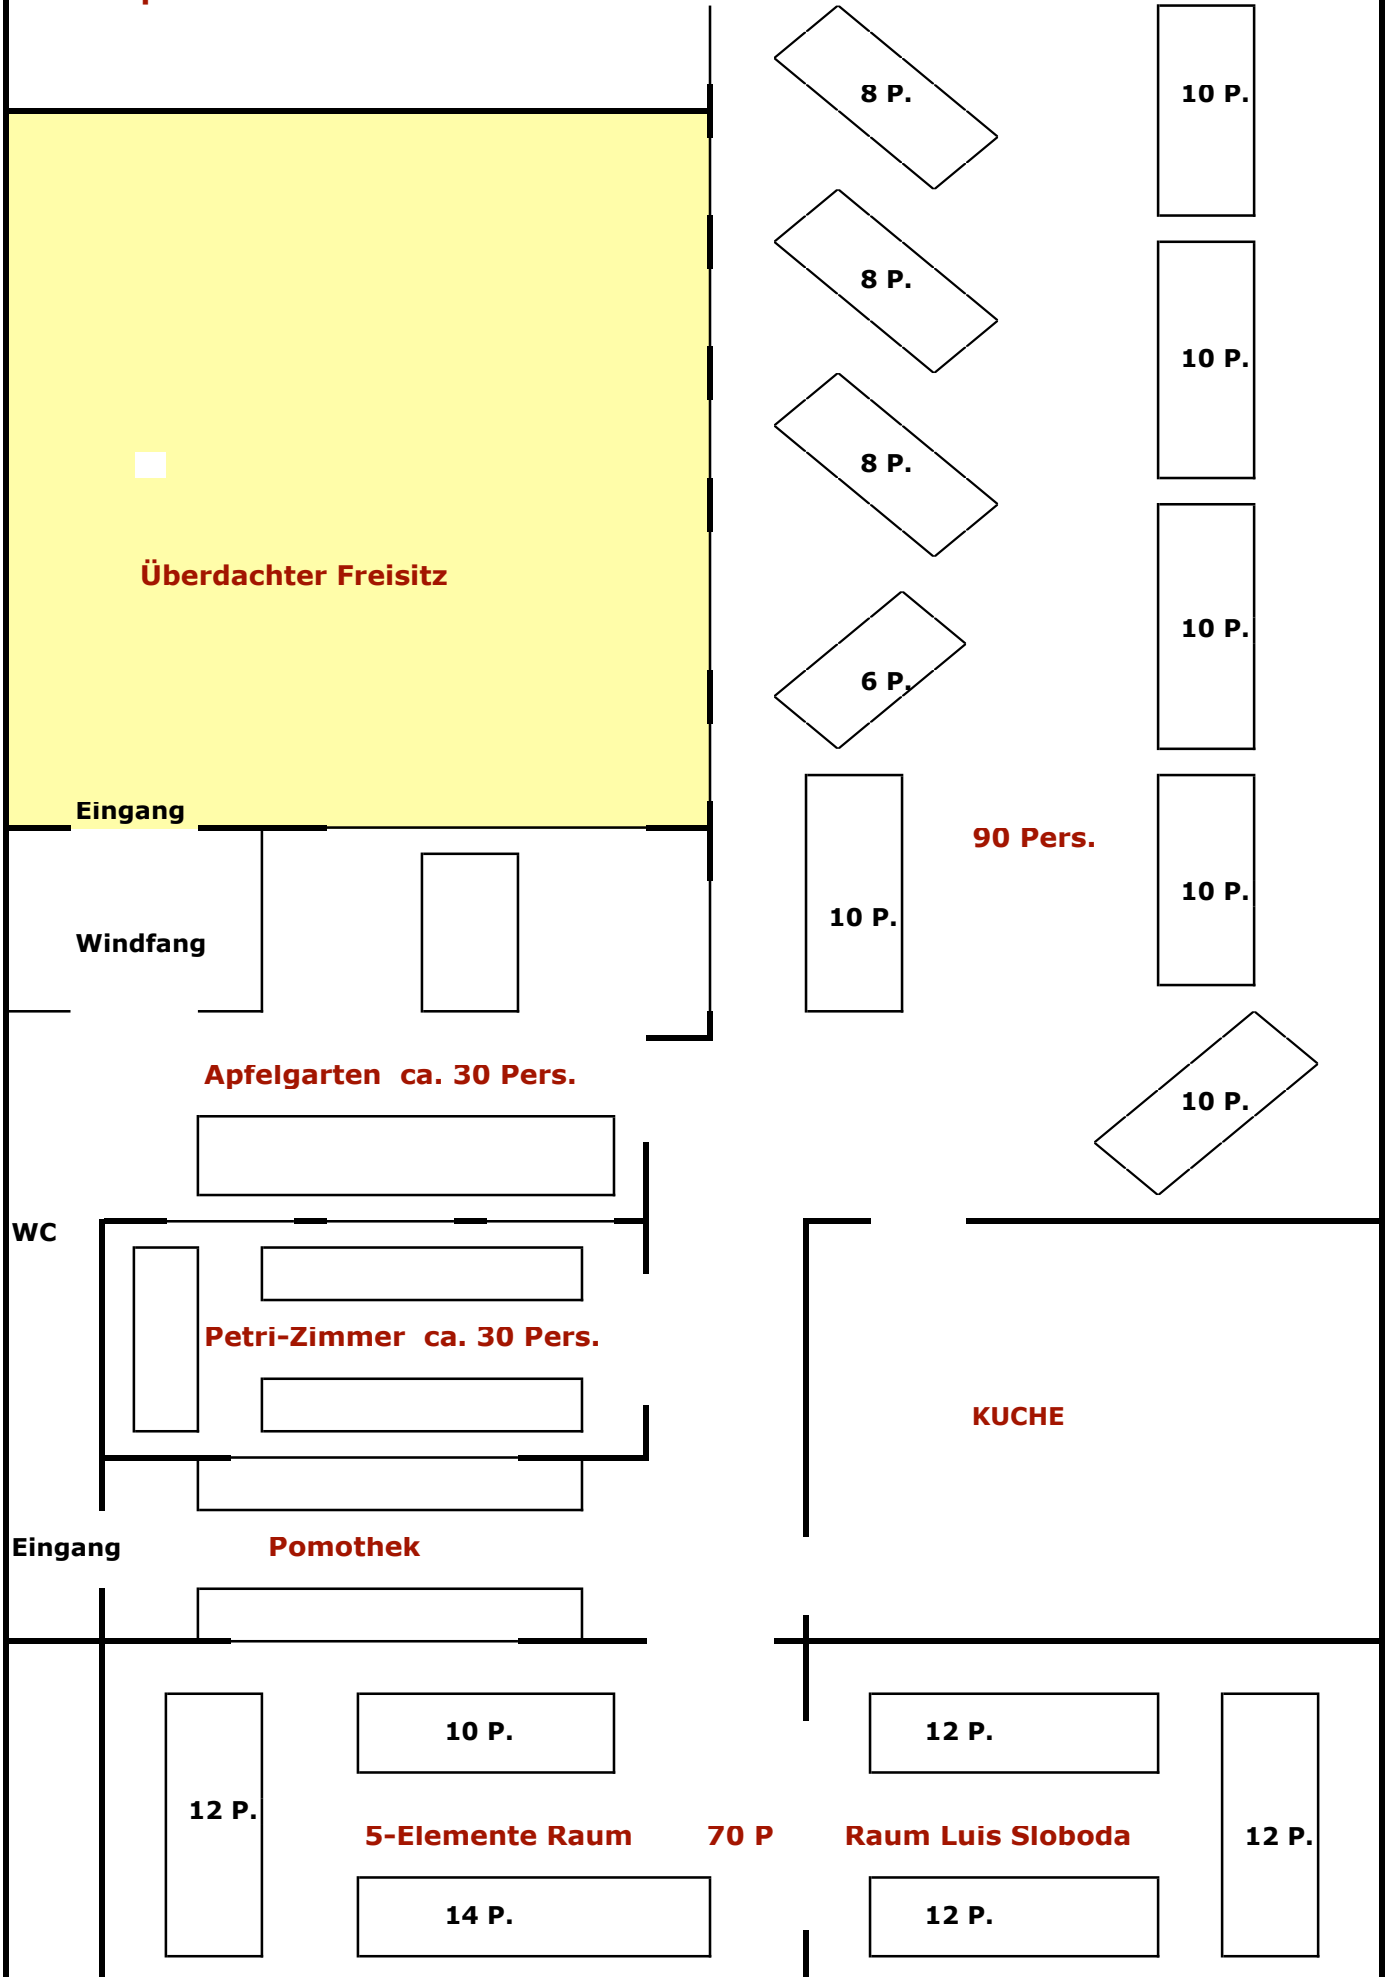 8 P.
10 P.
8 P.
10 P.
8 P.
Überdachter Freisitz
10 P.
6 P.
Eingang
90 Pers.
10 P.
10 P.
Windfang
Apfelgarten ca. 30 Pers.
10 P.
WC
Petri-Zimmer ca. 30 Pers.
KUCHE
Eingang
Pomothek
10 P.
12 P.
12 P.
5-Elemente Raum 70 P Raum Luis Sloboda
12 P.
14 P.
12 P.